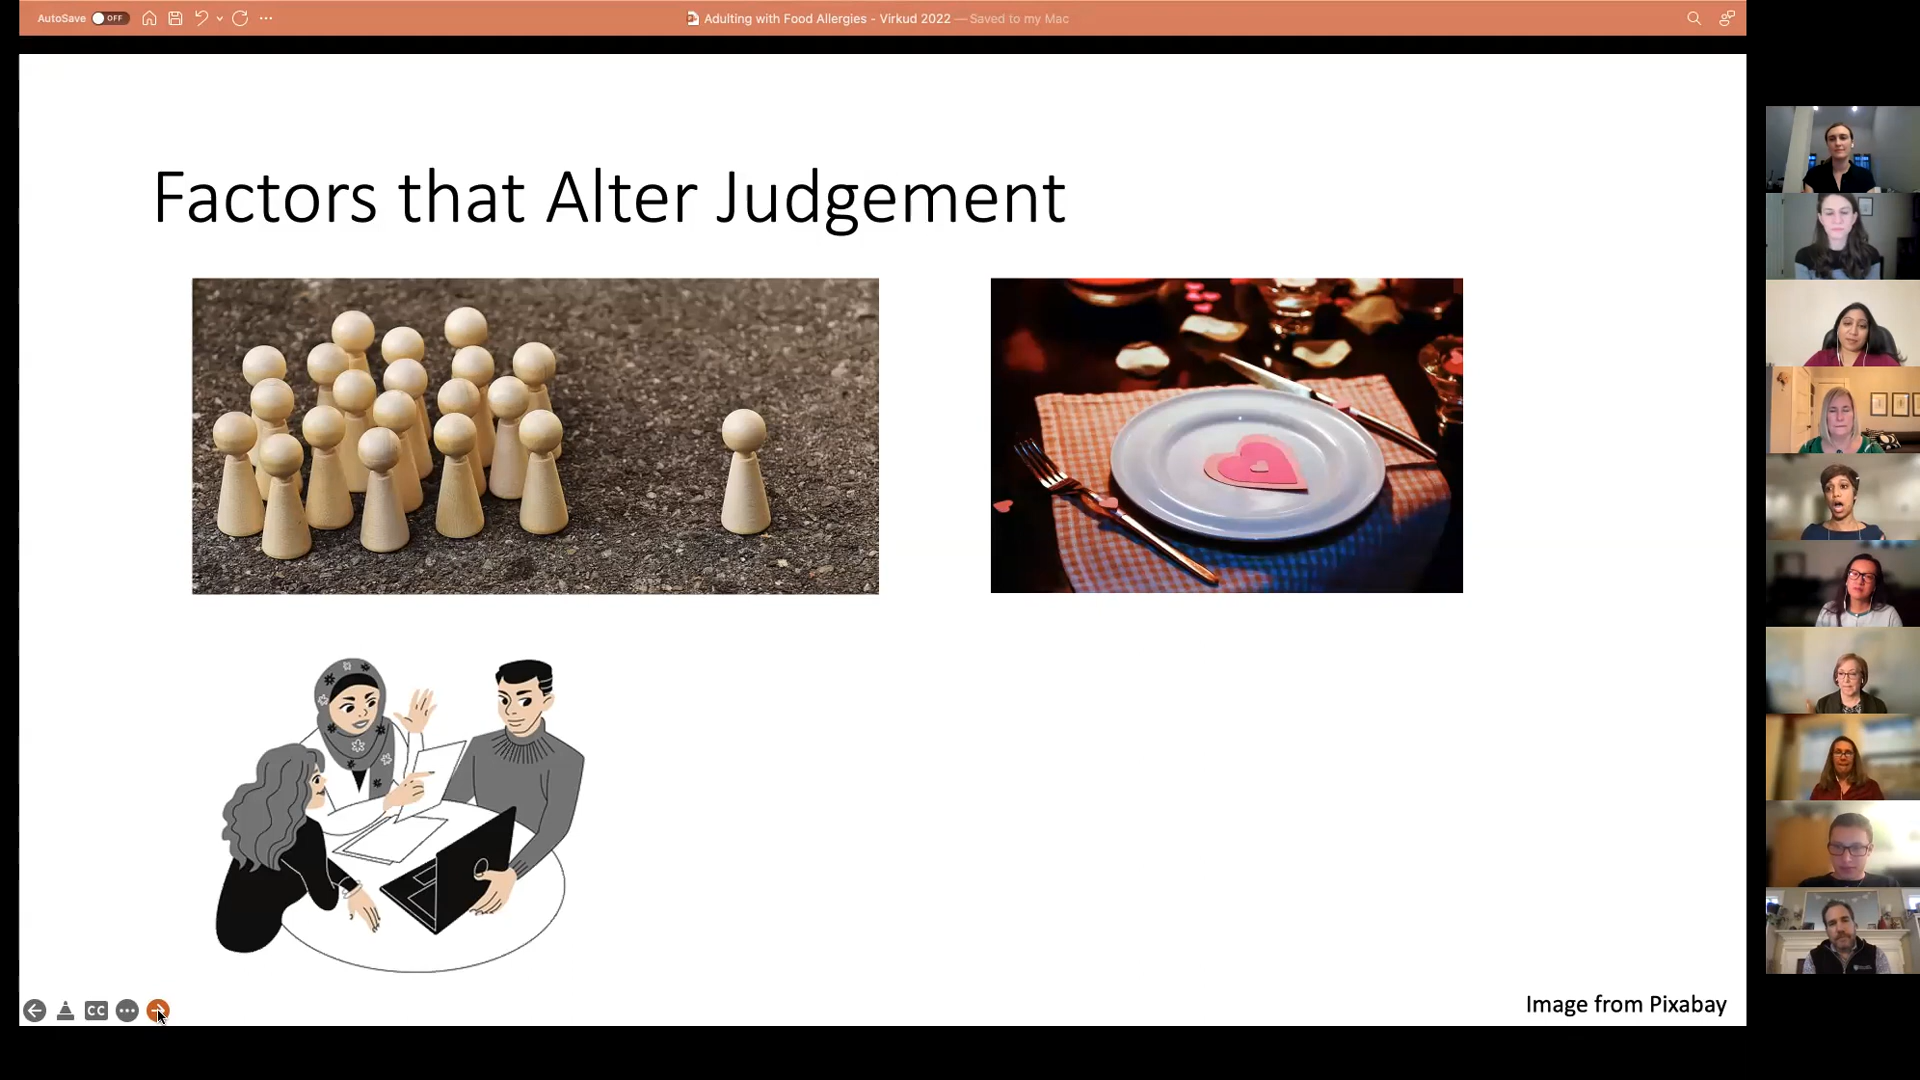 AutoSave OFF
Adulting with Food Allergies - Virkud 2022 — Saved to my Mac
Factors that Alter Judgement
CC
Image from Pixabay